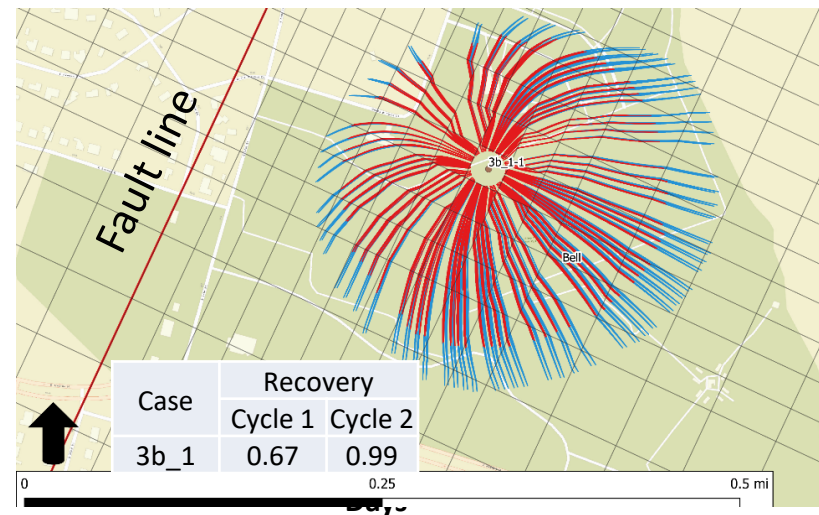 Fault line
3b_1-1
Bell
Case Recovery
Cycle 1 Cycle 2
3b_1 0.67 0.99
0 0.25 0.5 mi
Days